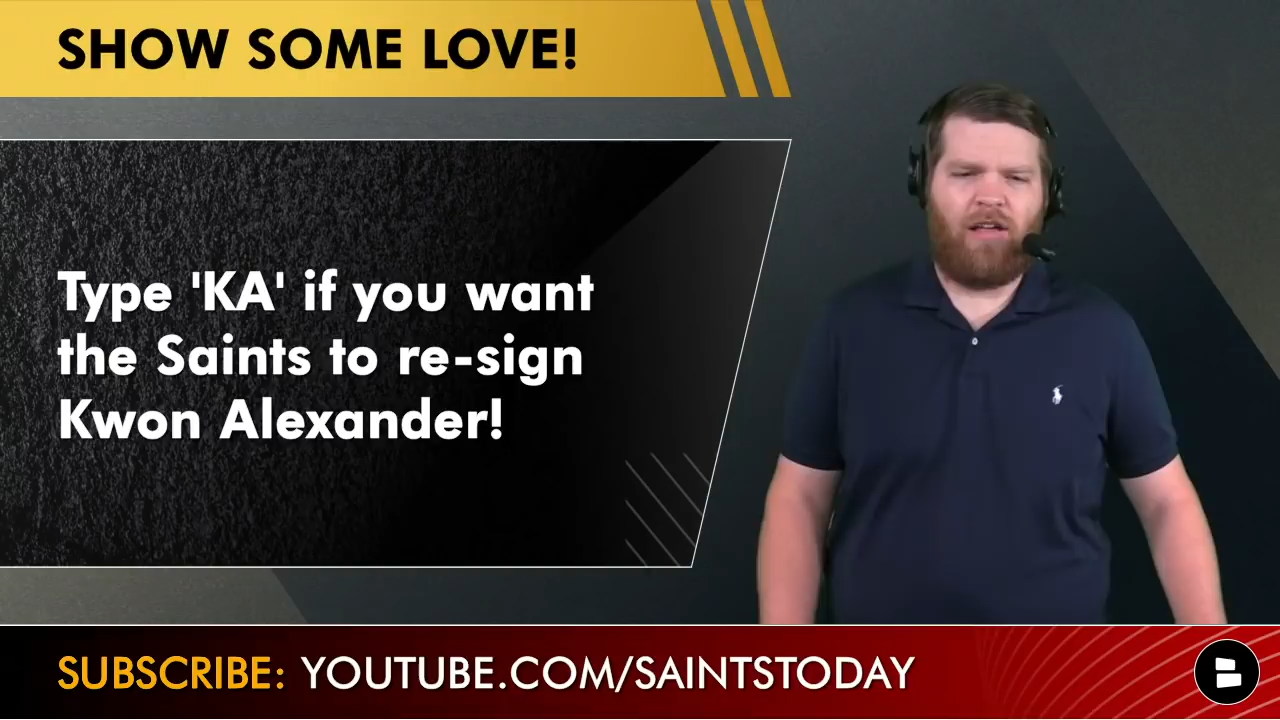 SHOW SOME LOVE!
Type 'KA' if you want
the Saints to re-sign
Kwon Alexander!
SUBSCRIBE: YOUTUBE.COM/SAINTSTODAY